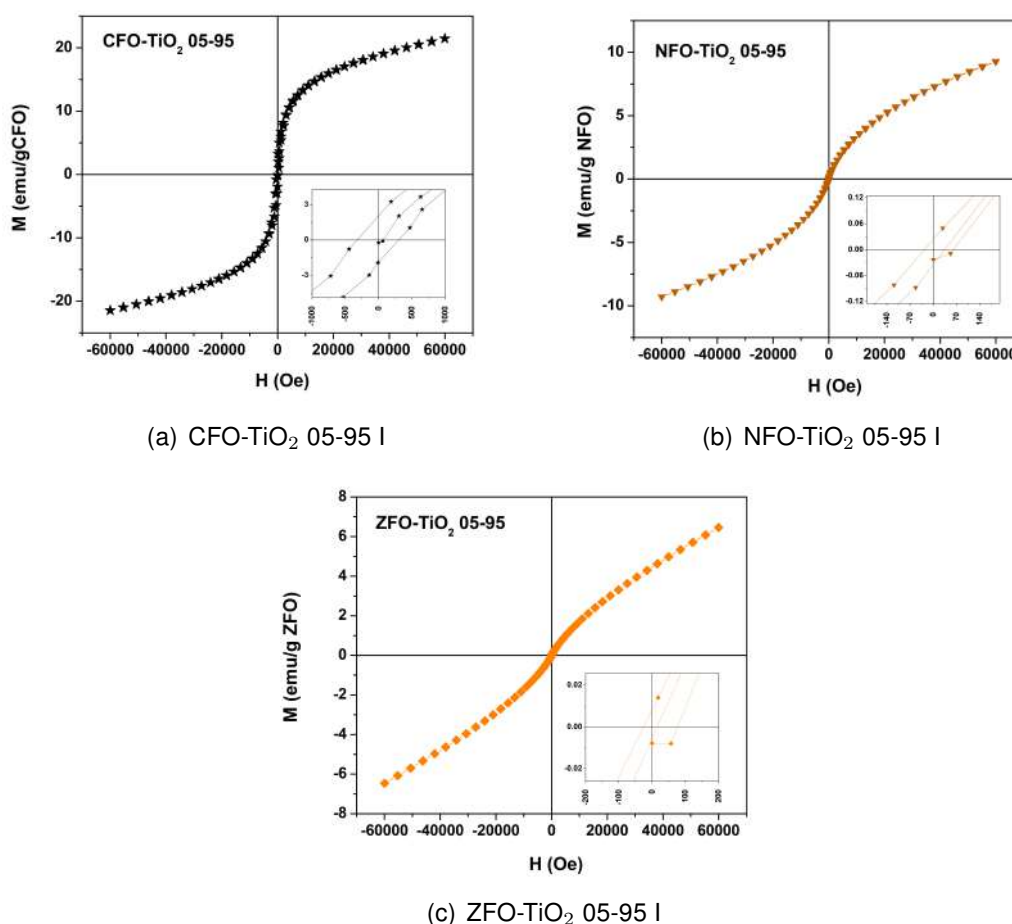 CFO-TiO₂ 05-95
M (emu/gCFO)
20
10
0
-10
-20
3
0
-3
-1000 -500 0 500 1000
-60000 -40000 -20000 0 20000 40000 60000
H (Oe)
(a) CFO-TiO₂ 05-95 I
NFO-TiO₂ 05-95
M (emu/g NFO)
10
5
0
-5
-10
0.12
0.06
0.00
-0.06
-0.12
-140 -70 0 70 140
-60000 -40000 -20000 0 20000 40000 60000
H (Oe)
(b) NFO-TiO₂ 05-95 I
ZFO-TiO₂ 05-95
M (emu/g ZFO)
8
6
4
2
0
-2
-4
-6
-8
0.02
0.00
-0.02
-200 -100 0 100 200
-60000 -40000 -20000 0 20000 40000 60000
H (Oe)
(c) ZFO-TiO₂ 05-95 I